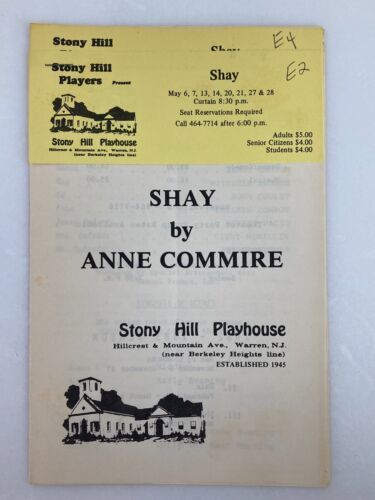 Stony Hill
Shay
E4
Stony Hill
Players Present
Shay
E2
May 6, 7, 13, 14, 20, 21, 27 & 28
Curtain 8:30 p.m.
Seat Reservations Required
Call 464-7714 after 6:00 p.m.
Adults $5.00
Senior Citizens $4.00
Students $4.00
Stony Hill Playhouse
Hillcrest & Mountain Ave., Warren, N.J.
(near Berkeley Heights line)
SHAY
by
ANNE COMMIRE
Stony Hill Playhouse
Hillcrest & Mountain Ave., Warren, N.J.
(near Berkeley Heights line)
ESTABLISHED 1945